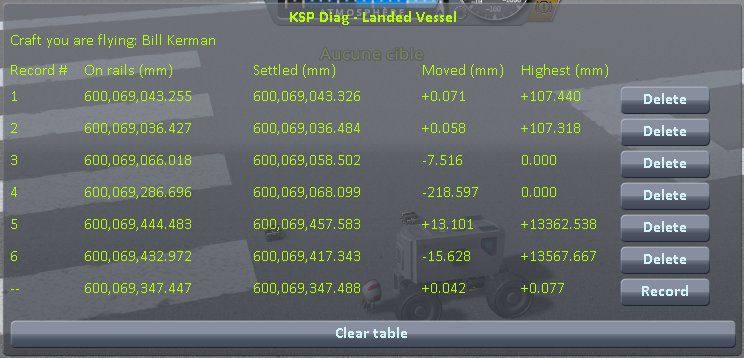 ATMOSPHÈRE
KSP Diag - Landed Vessel
Craft you are flying: Bill Kerman
Aucune cible
Record # On rails (mm) Settled (mm) Moved (mm) Highest (mm)
1 600,069,043.255 600,069,043.326 +0.071 +107.440 Delete
2 600,069,036.427 600,069,036.484 +0.058 +107.318 Delete
3 600,069,066.018 600,069,058.502 -7.516 0.000 Delete
4 600,069,286.696 600,069,068.099 -218.597 0.000 Delete
5 600,069,444.483 600,069,457.583 +13.101 +13362.538 Delete
6 600,069,432.972 600,069,417.343 -15.628 +13567.667 Delete
-- 600,069,347.447 600,069,347.488 +0.042 +0.077 Record
Clear table